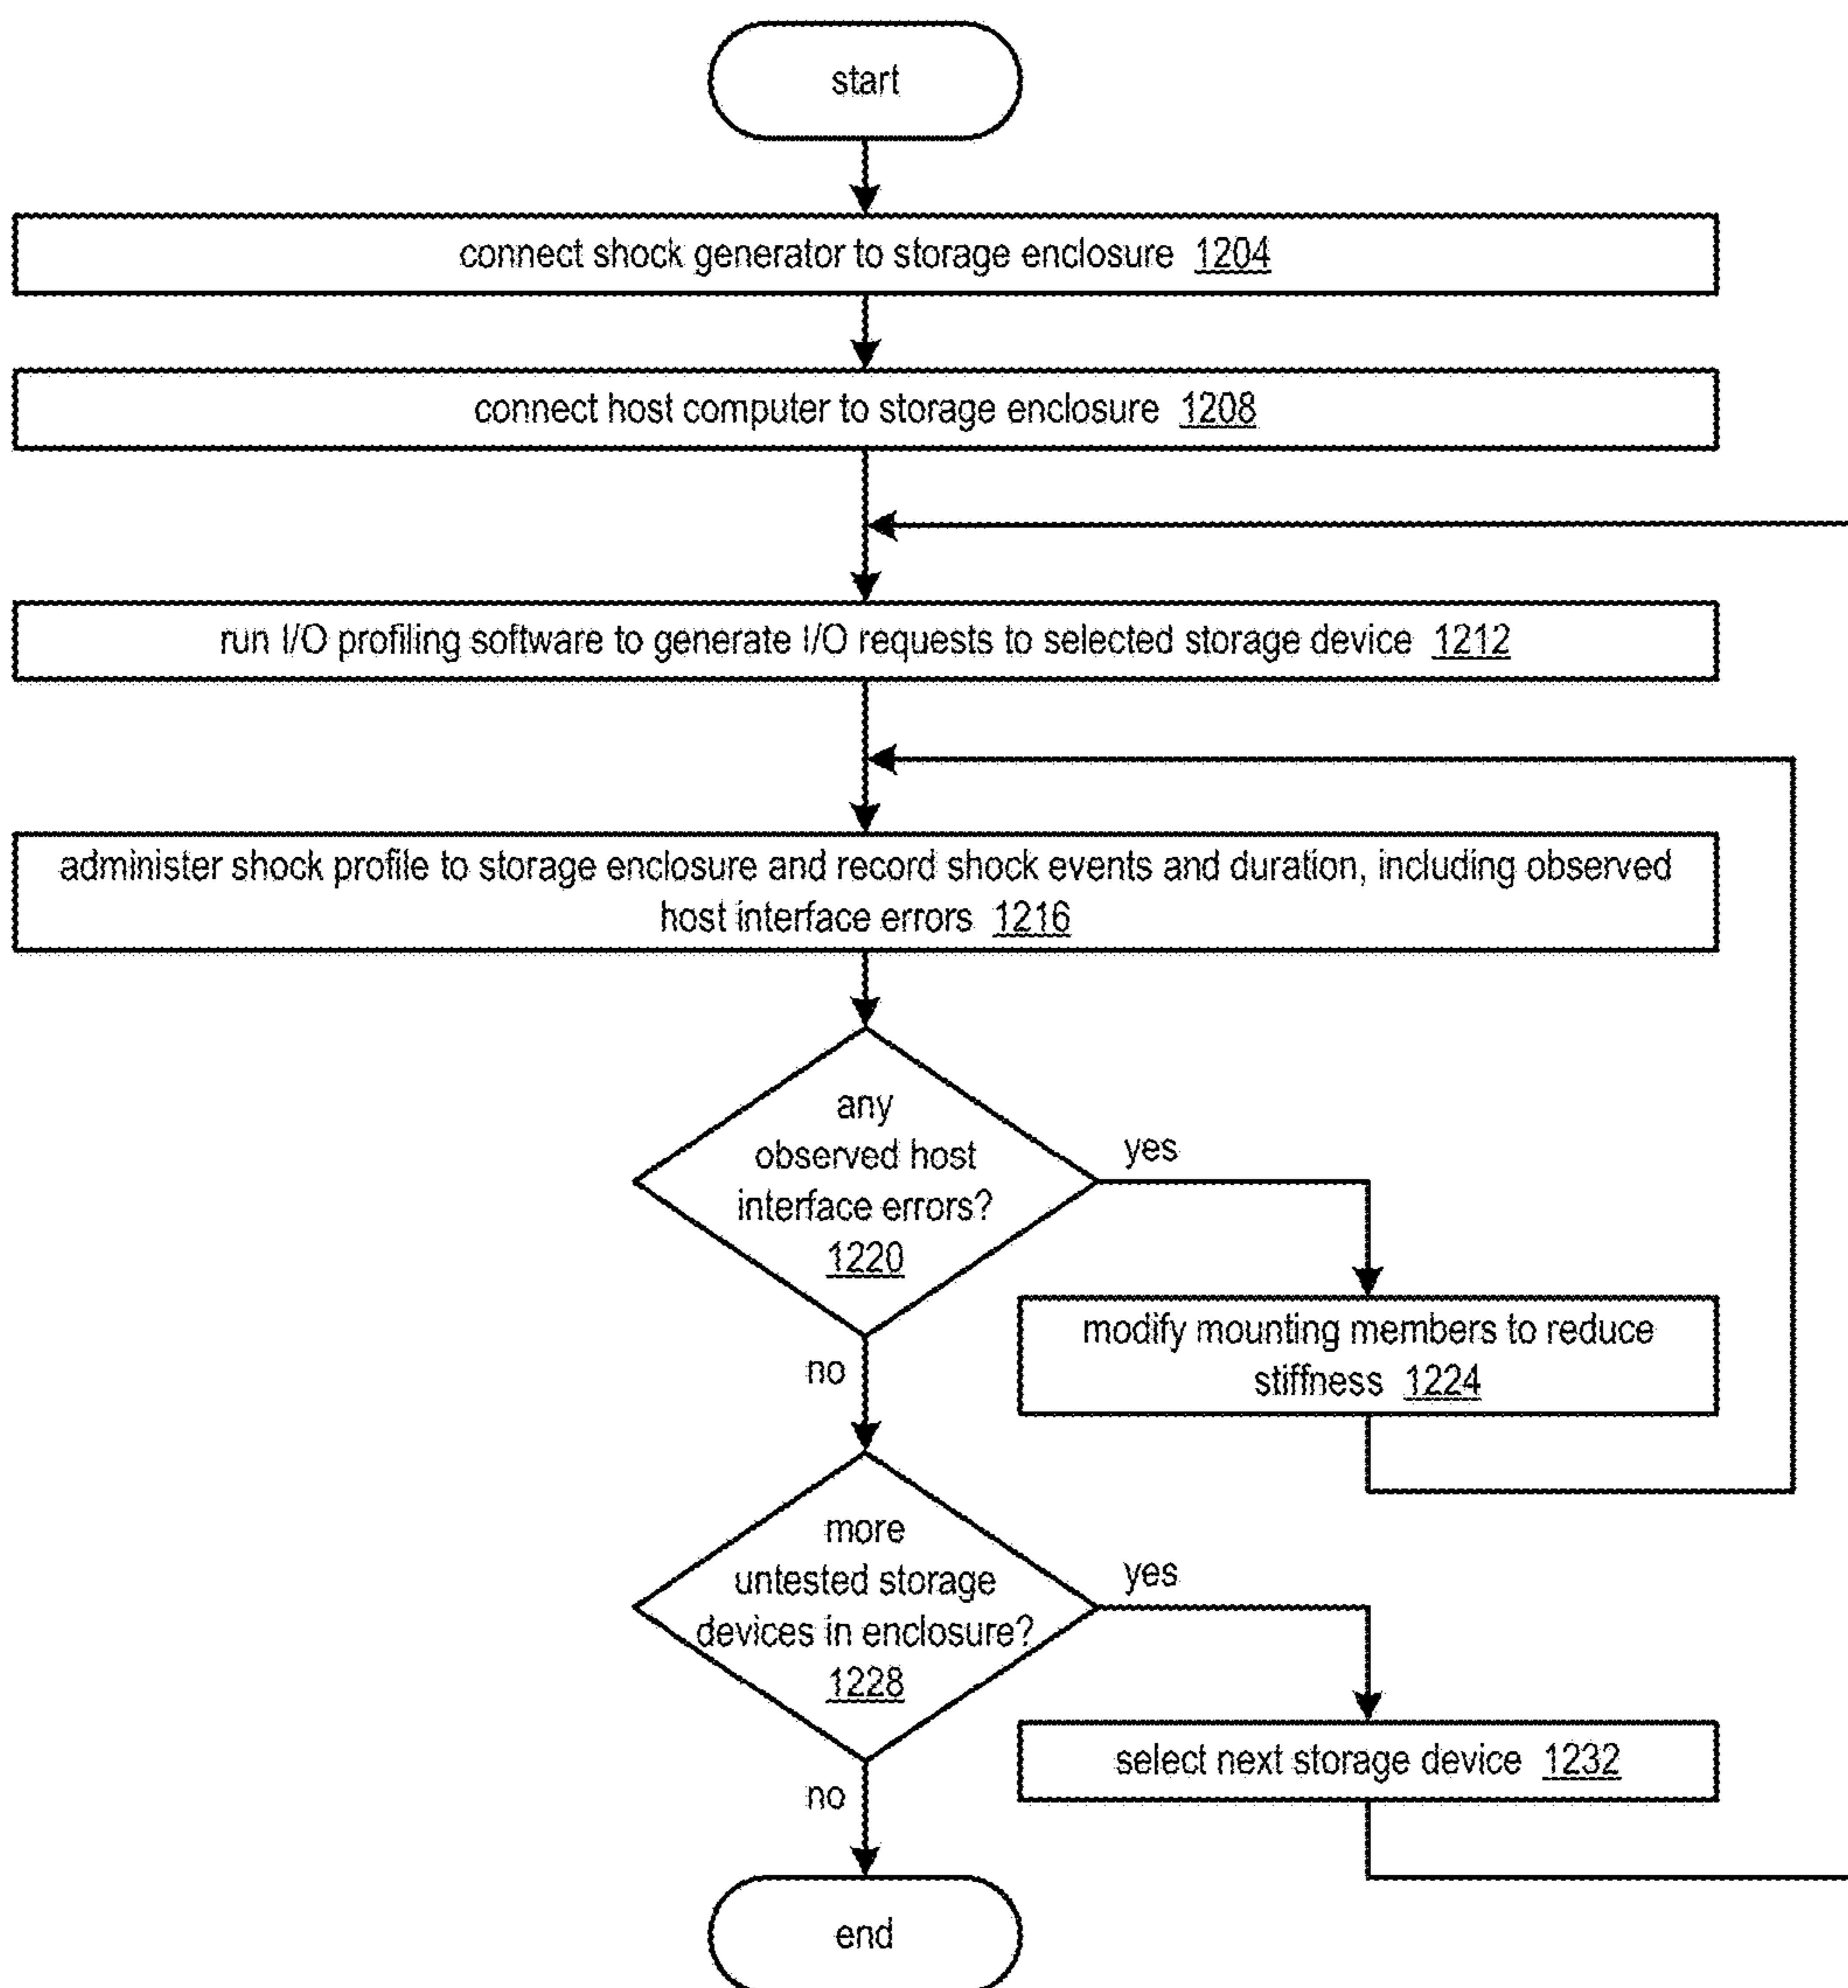 start
connect shock generator to storage enclosure 1204
connect host computer to storage enclosure 1208
run I/O profiling software to generate I/O requests to selected storage device 1212
administer shock profile to storage enclosure and record shock events and duration, including observed
host interface errors 1216
any
observed host
interface errors?
1220
yes
modify mounting members to reduce
stiffness 1224
no
more
untested storage
devices in enclosure?
1228
yes
select next storage device 1232
no
end